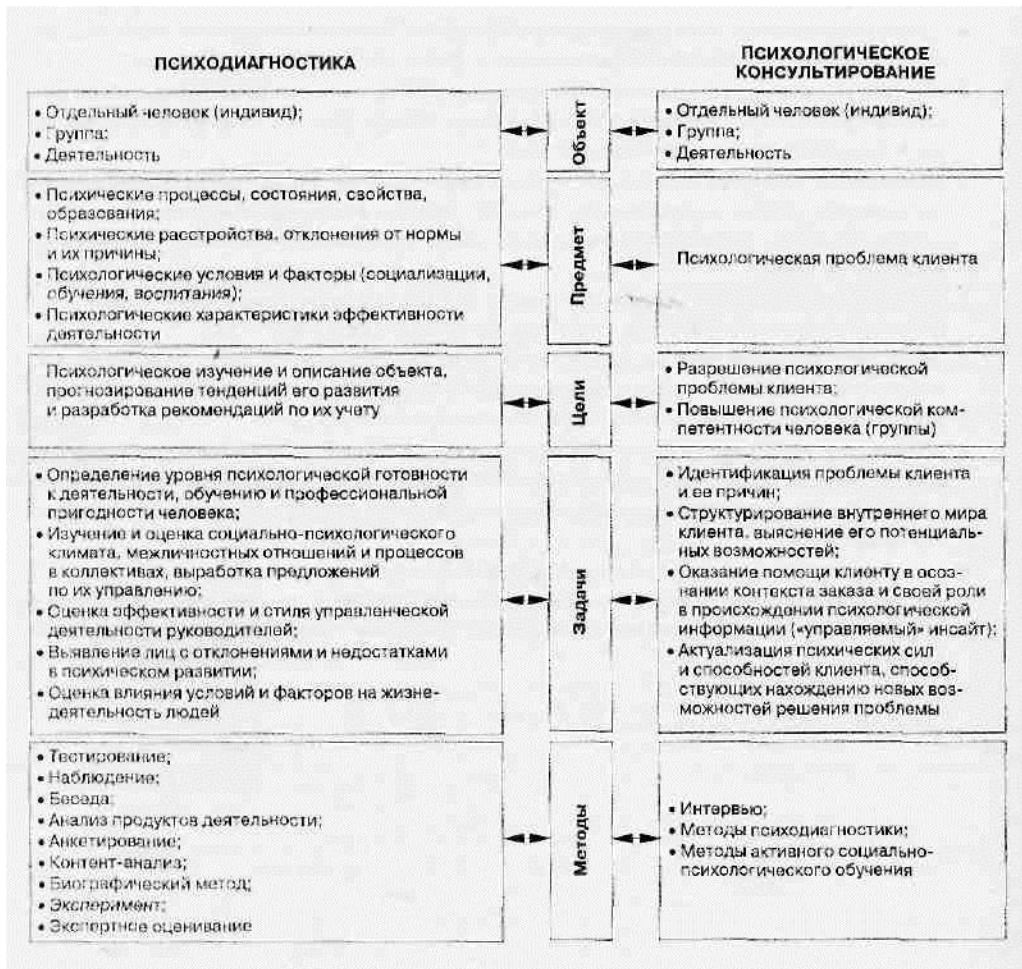 ПСИХОДИАГНОСТИКА
ПСИХОЛОГИЧЕСКОЕ
КОНСУЛЬТИРОВАНИЕ
• Отдельный человек (индивид);
• Группа;
• Деятельность
Объект
• Отдельный человек (индивид);
• Группа;
• Деятельность
• Психические процессы, состояния, свойства,
образования;
• Психические расстройства, отклонения от нормы
и их причины;
• Психологические условия и факторы (социализации,
обучения, воспитания);
• Психологические характеристики эффективности
деятельности
Предмет
Психологическая проблема клиента
Психологическое изучение и описание объекта,
прогнозирование тенденций его развития
и разработка рекомендаций по их учету
Цели
• Разрешение психологической
проблемы клиента;
• Повышение психологической ком-
петентности человека (группы)
• Определение уровня психологической готовности
к деятельности, обучению и профессиональной
пригодности человека;
• Изучение и оценка социально-психологического
климата, межличностных отношений и процессов
в коллективах, выработка предложений
по их управлению;
• Оценка эффективности и стиля управленческой
деятельности руководителей;
• Выявление лиц с отклонениями и недостатками
в психическом развитии;
• Оценка влияния условий и факторов на жизне-
деятельность людей
Задачи
• Идентификация проблемы клиента
и ее причин;
• Структурирование внутреннего мира
клиента, выяснение его потенциаль-
ных возможностей;
• Оказание помощи клиенту в осоз-
нании контекста заказа и своей роли
в происхождении психологической
информации («управляемый» инсайт);
• Актуализация психических сил
и способностей клиента, способ-
ствующих нахождению новых воз-
можностей решения проблемы
• Тестирование;
• Наблюдение;
• Беседа;
• Анализ продуктов деятельности;
• Анкетирование;
• Контент-анализ;
• Биографический метод;
• Эксперимент;
• Экспертное оценивание
Методы
• Интервью;
• Методы психодиагностики;
• Методы активного социально-
психологического обучения